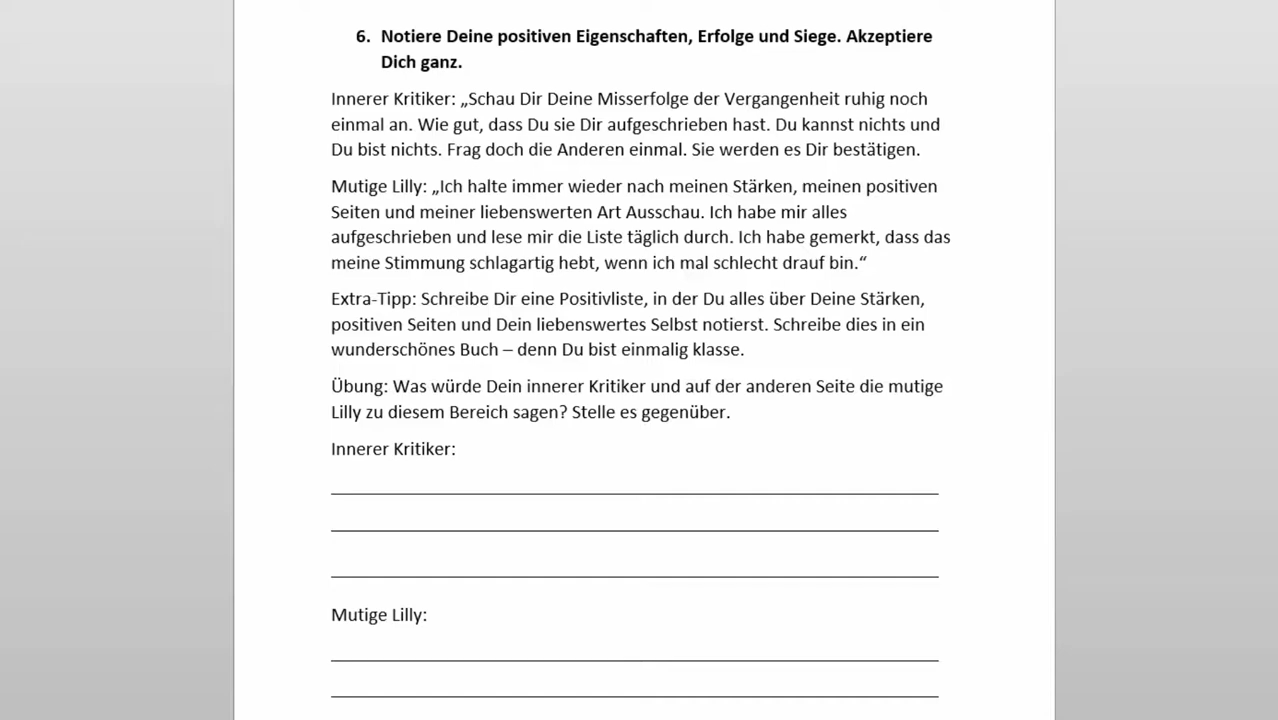 6. Notiere Deine positiven Eigenschaften, Erfolge und Siege. Akzeptiere
Dich ganz.
Innerer Kritiker: „Schau Dir Deine Misserfolge der Vergangenheit ruhig noch
einmal an. Wie gut, dass Du sie Dir aufgeschrieben hast. Du kannst nichts und
Du bist nichts. Frag doch die Anderen einmal. Sie werden es Dir bestätigen.
Mutige Lilly: „Ich halte immer wieder nach meinen Stärken, meinen positiven
Seiten und meiner liebenswerten Art Ausschau. Ich habe mir alles
aufgeschrieben und lese mir die Liste täglich durch. Ich habe gemerkt, dass das
meine Stimmung schlagartig hebt, wenn ich mal schlecht drauf bin.“
Extra-Tipp: Schreibe Dir eine Positivliste, in der Du alles über Deine Stärken,
positiven Seiten und Dein liebenswertes Selbst notierst. Schreibe dies in ein
wunderschönes Buch – denn Du bist einmalig klasse.
Übung: Was würde Dein innerer Kritiker und auf der anderen Seite die mutige
Lilly zu diesem Bereich sagen? Stelle es gegenüber.
Innerer Kritiker:
Mutige Lilly: